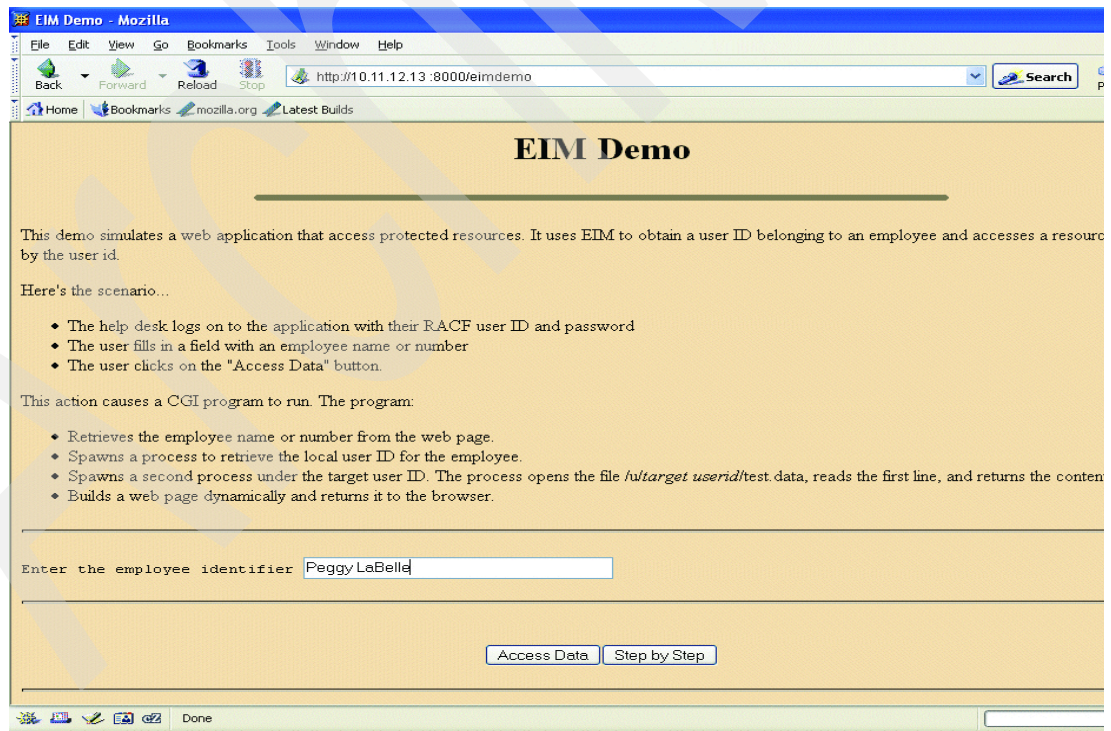 EIM Demo - Mozilla
File Edit View Go Bookmarks Tools Window Help
Back Forward Reload Stop http://10.11.12.13 :8000/eimdemo Search
Home Bookmarks mozilla.org Latest Builds
EIM Demo
This demo simulates a web application that access protected resources. It uses EIM to obtain a user ID belonging to an employee and accesses a resourc
by the user id.
Here's the scenario...
The help desk logs on to the application with their RACF user ID and password
The user fills in a field with an employee name or number
The user clicks on the "Access Data" button.
This action causes a CGI program to run. The program:
Retrieves the employee name or number from the web page.
Spawns a process to retrieve the local user ID for the employee.
Spawns a second process under the target user ID. The process opens the file /u/target userid/test.data, reads the first line, and returns the conten
Builds a web page dynamically and returns it to the browser.
Enter the employee identifier Peggy LaBelle
Access Data Step by Step
Done